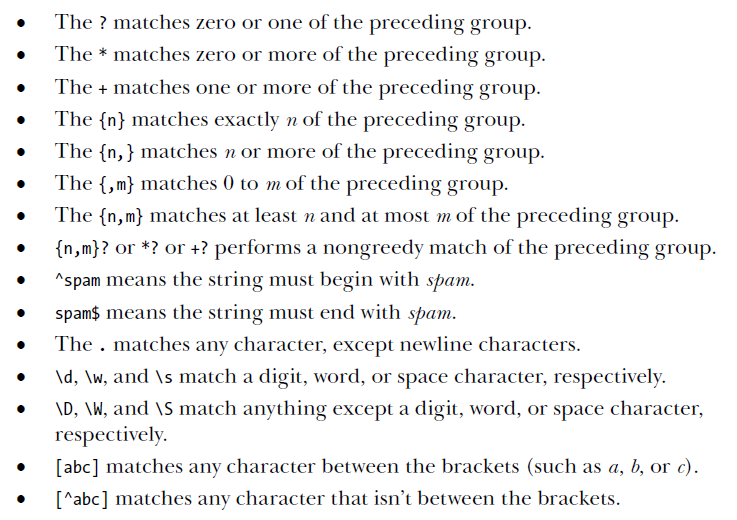 • The ? matches zero or one of the preceding group.
• The * matches zero or more of the preceding group.
• The + matches one or more of the preceding group.
• The {n} matches exactly n of the preceding group.
• The {n,} matches n or more of the preceding group.
• The {,m} matches 0 to m of the preceding group.
• The {n,m} matches at least n and at most m of the preceding group.
• {n,m}? or *? or +? performs a nongreedy match of the preceding group.
• ^spam means the string must begin with spam.
• spam$ means the string must end with spam.
• The . matches any character, except newline characters.
• \d, \w, and \s match a digit, word, or space character, respectively.
• \D, \W, and \S match anything except a digit, word, or space character,
respectively.
• [abc] matches any character between the brackets (such as a, b, or c).
• [^abc] matches any character that isn’t between the brackets.